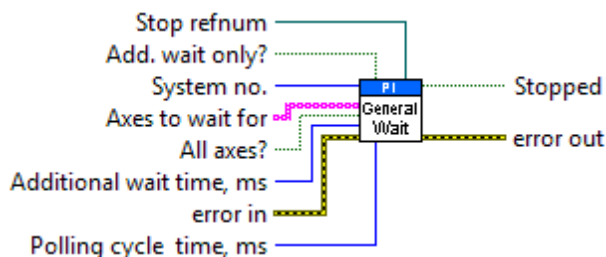 Stop refnum
Add. wait only?
System no.
Axes to wait for
All axes?
Additional wait time, ms
error in
Polling cycle time, ms
PI
General
Wait
Stopped
error out